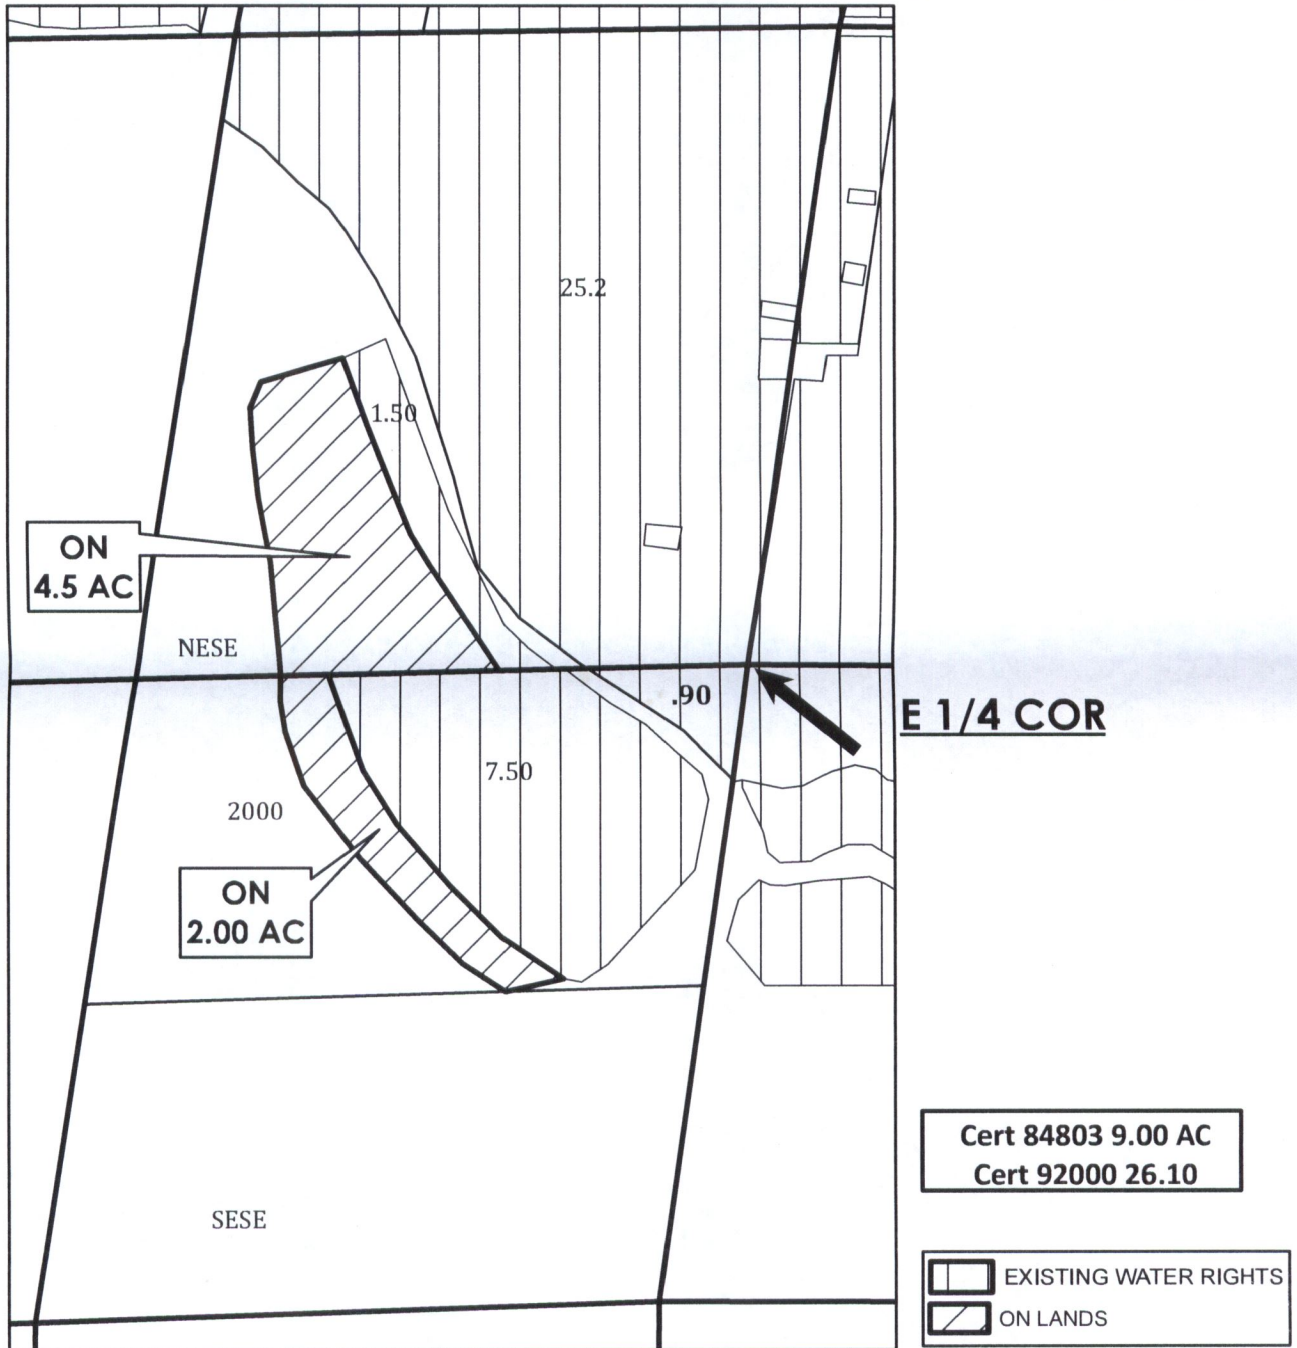 25.2
1.50
ON
4.5 AC
NESE
.90
E 1/4 COR
7.50
2000
ON
2.00 AC
Cert 84803 9.00 AC
Cert 92000 26.10
SESE
EXISTING WATER RIGHTS
ON LANDS